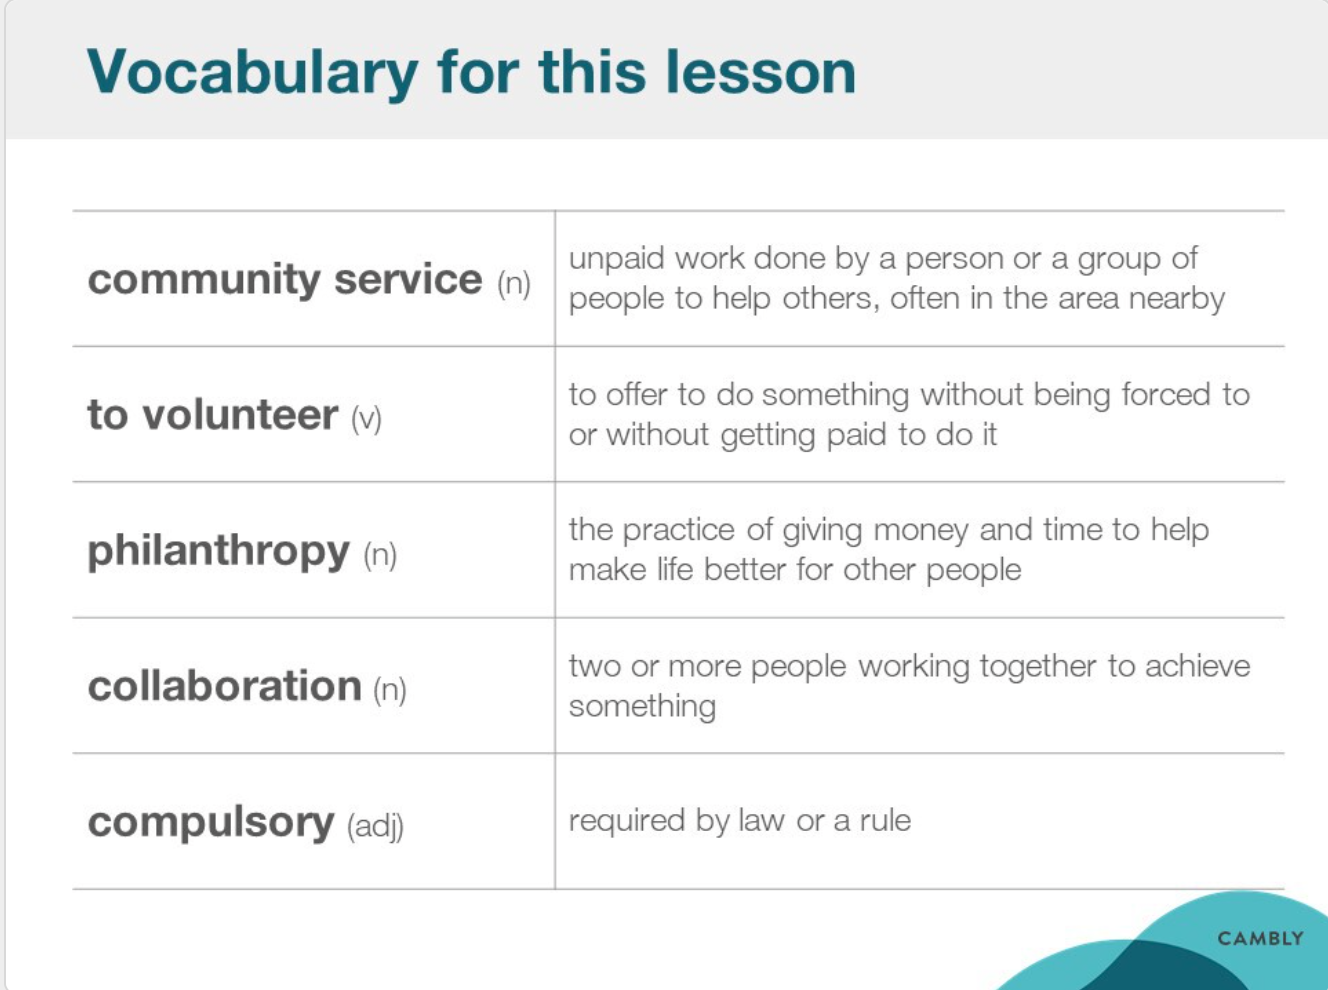 Vocabulary for this lesson
community service (n)
unpaid work done by a person or a group of
people to help others, often in the area nearby
to volunteer (v)
to offer to do something without being forced to
or without getting paid to do it
philanthropy (n)
the practice of giving money and time to help
make life better for other people
collaboration (n)
two or more people working together to achieve
something
compulsory (adj)
required by law or a rule
CAMBLY